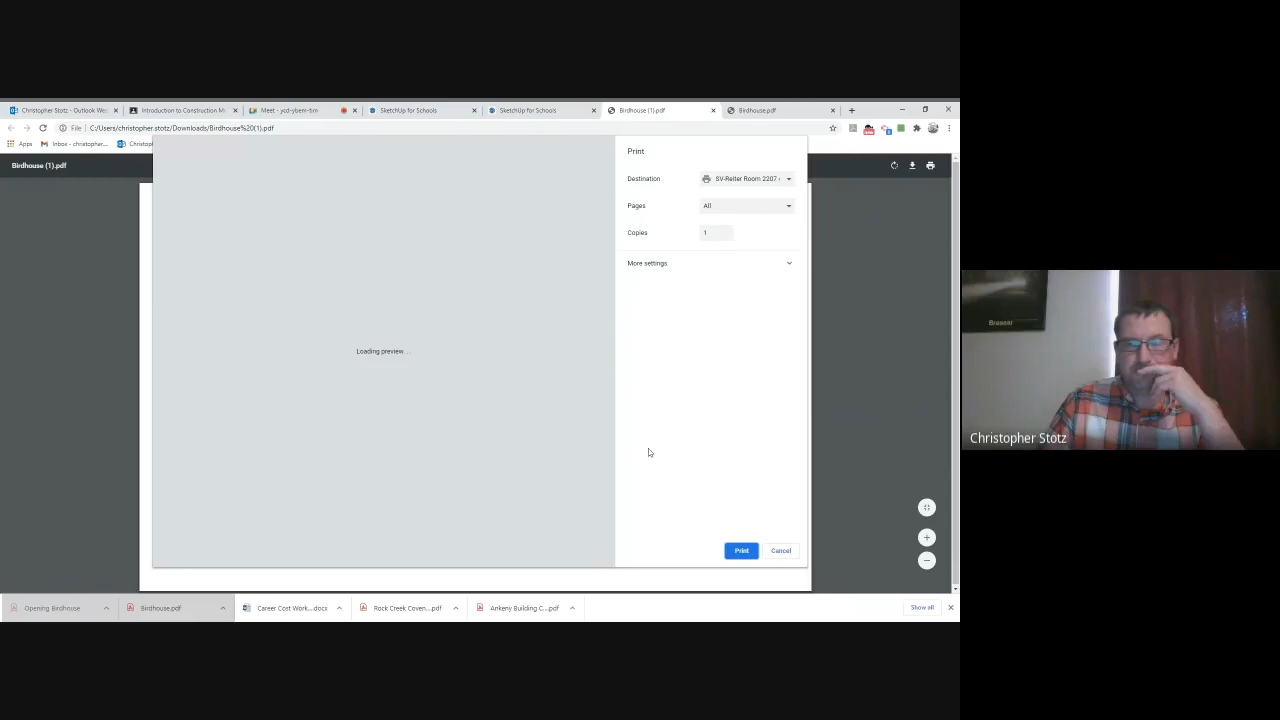 Christopher Stotz - Outlook We
Introduction to Construction M
Meet - ycd-ybem-tim
SketchUp for Schools
SketchUp for Schools
Birdhouse (1).pdf
Birdhouse.pdf
File
C:/Users/christopher.stotz/Downloads/Birdhouse%20(1).pdf
Apps
Inbox - christopher...
Christop
Birdhouse (1).pdf
Print
Destination
SV-Reiter Room 2207
Pages
All
Copies
1
More settings
Loading preview...
Print
Cancel
Christopher Stotz
Opening Birdhouse
Birdhouse.pdf
Career Cost Work....docx
Rock Creek Coven....pdf
Ankeny Building C...pdf
Show all